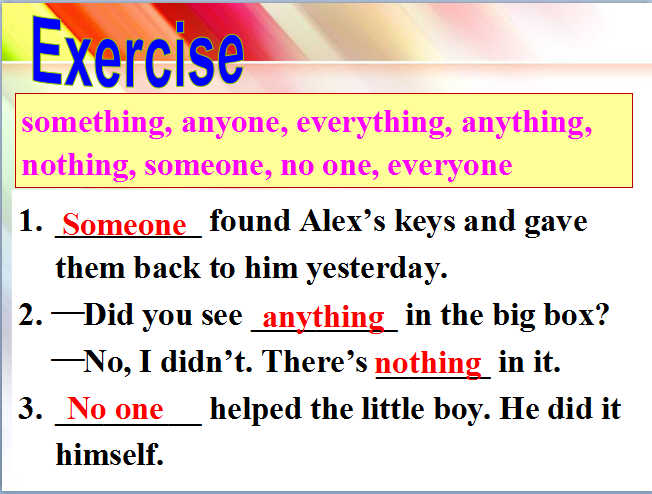 Exercise
something, anyone, everything, anything,
nothing, someone, no one, everyone
1. Someone found Alex’s keys and gave
them back to him yesterday.
2. —Did you see anything in the big box?
—No, I didn’t. There’s nothing in it.
3. No one helped the little boy. He did it
himself.